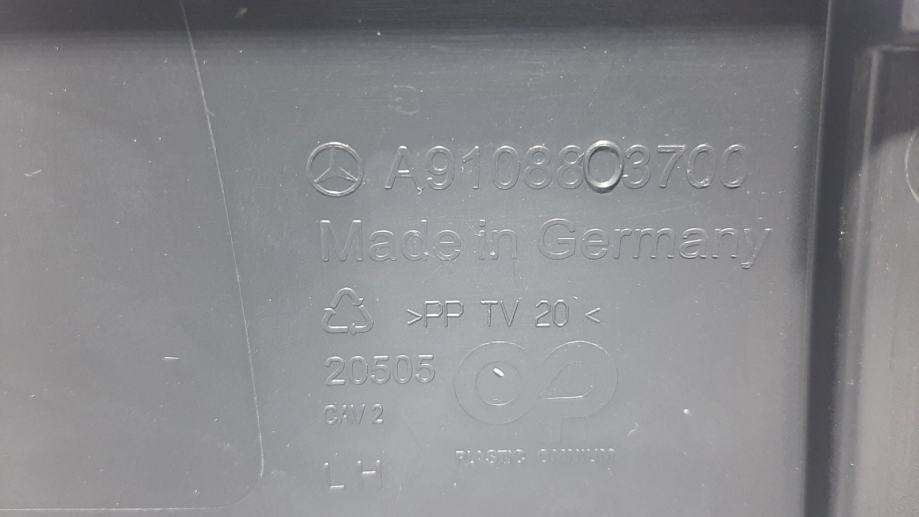 A9108803700
Made in Germany
>PP TV 20<
20505
CAV 2
PLASTIC OMNIUM
LH